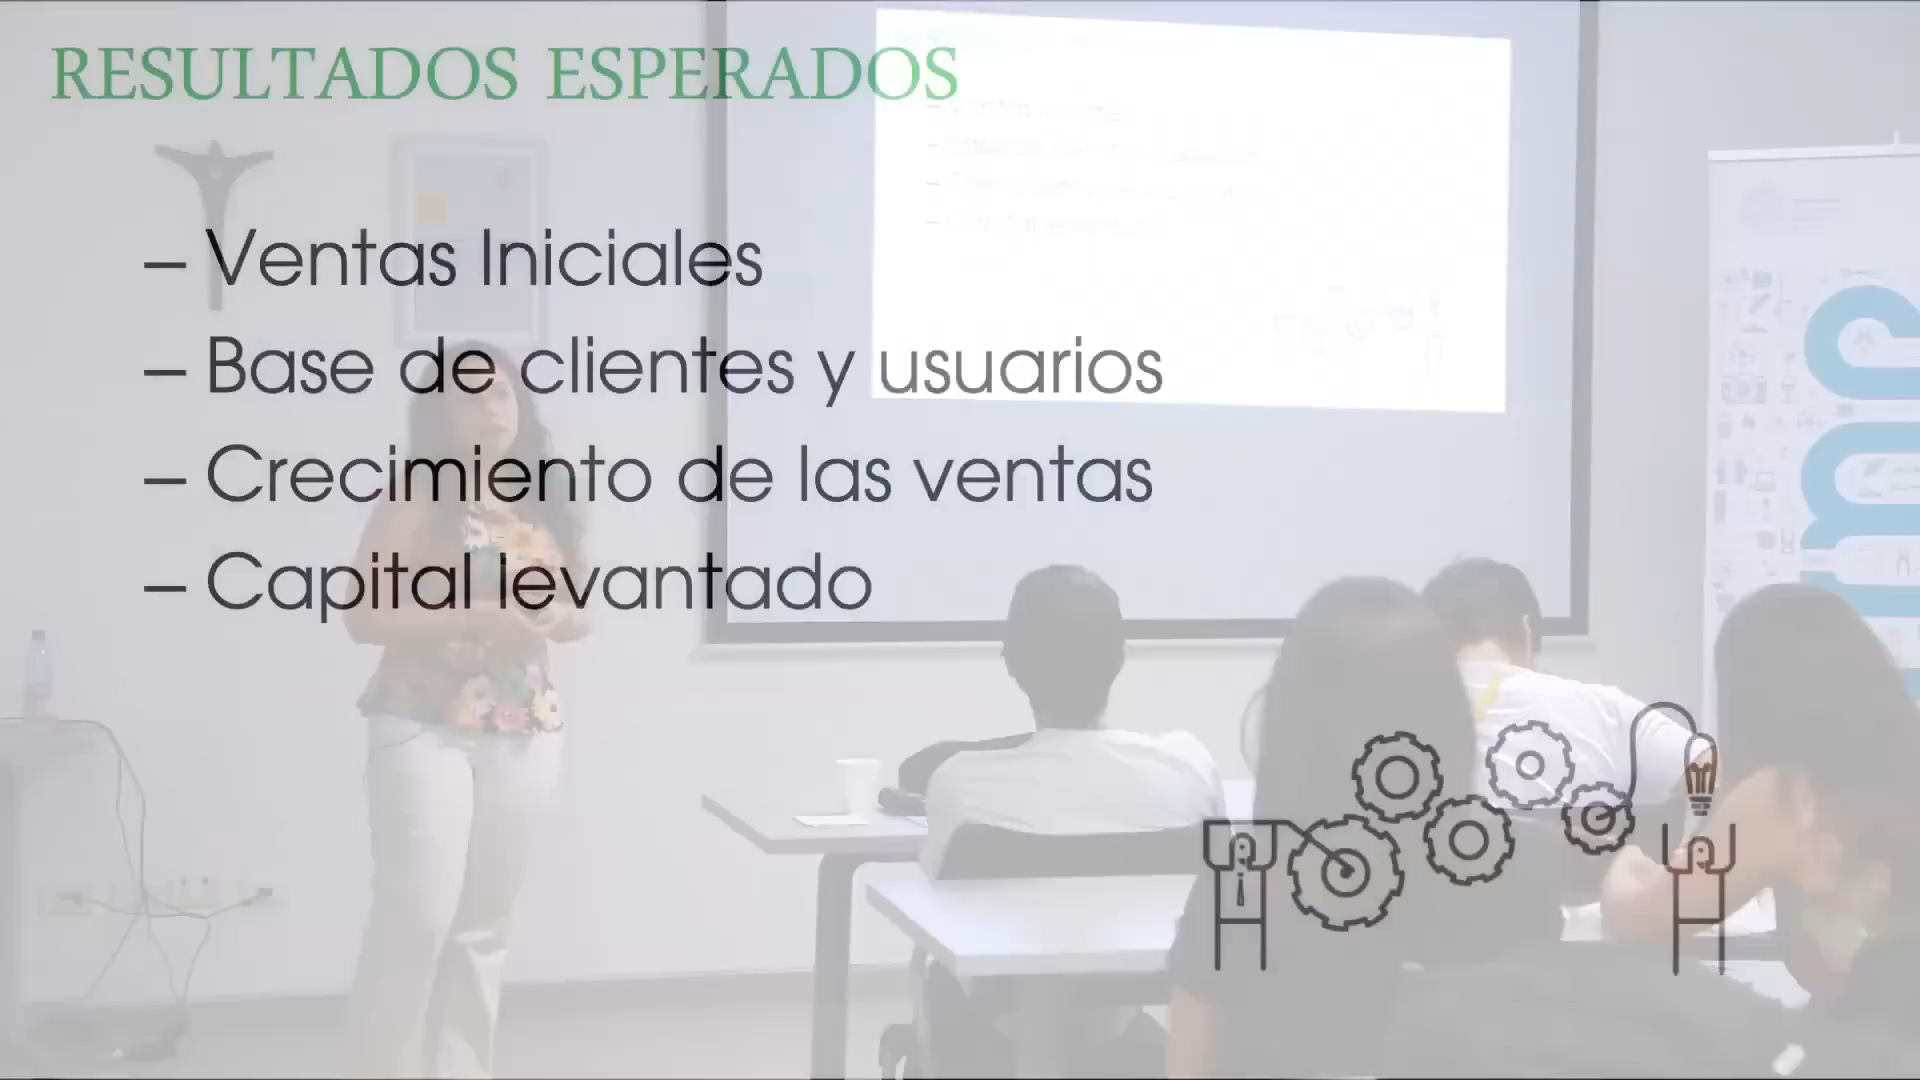 RESULTADOS ESPERADOS
– Ventas Iniciales
– Base de clientes y usuarios
– Crecimiento de las ventas
– Capital levantado